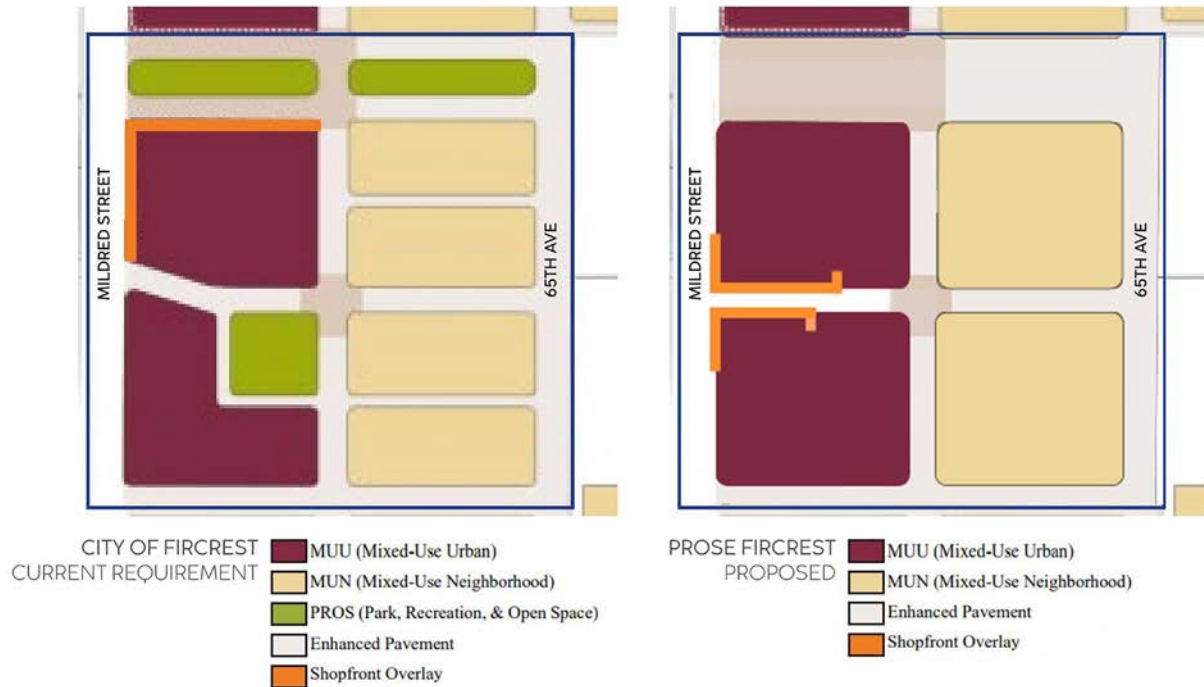 MILDRED STREET
65TH AVE
CITY OF FIRCREST
CURRENT REQUIREMENT
MUU (Mixed-Use Urban)
MUN (Mixed-Use Neighborhood)
PROS (Park, Recreation, & Open Space)
Enhanced Pavement
Shopfront Overlay
MILDRED STREET
65TH AVE
PROSE FIRCREST
PROPOSED
MUU (Mixed-Use Urban)
MUN (Mixed-Use Neighborhood)
Enhanced Pavement
Shopfront Overlay